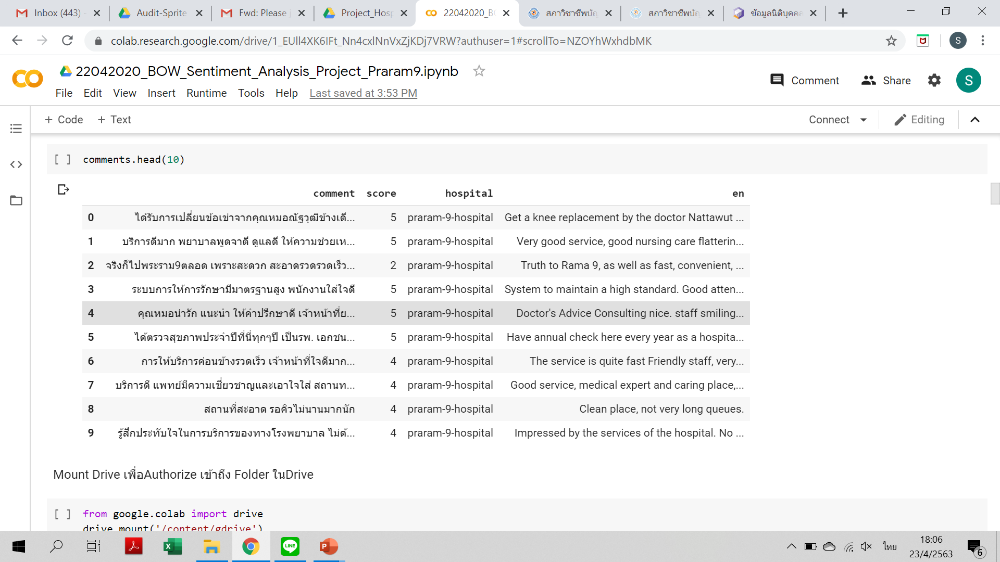 Inbox (443) -
Audit-Sprite
Fwd: Please j
Project_Hosp
22042020_BO
สภาวิชาชีพบัญ
สภาวิชาชีพบัญ
ข้อมูลนิติบุคคล
colab.research.google.com/drive/1_EUll4XK6IFt_Nn4cxlNnVxZjKDj7VRW?authuser=1#scrollTo=NZOYhWxhdbMK
S
22042020_BOW_Sentiment_Analysis_Project_Praram9.ipynb
Comment
Share
S
File Edit View Insert Runtime Tools Help Last saved at 3:53 PM
+ Code + Text
Connect
Editing
[ ] comments.head(10)
comment score hospital en
0 ได้รับการเปลี่ยนข้อเข่าจากคุณหมอณัฐวุฒิข้างเดี... 5 praram-9-hospital Get a knee replacement by the doctor Nattawut ...
1 บริการดีมาก พยาบาลพูดจาดี ดูแลดี ให้ความช่วยเห... 5 praram-9-hospital Very good service, good nursing care flatterin...
2 จริงก็ไปพระราม9ตลอด เพราะสะดวก สะอาดรวดรวดเร็ว... 2 praram-9-hospital Truth to Rama 9, as well as fast, convenient, ...
3 ระบบการให้การรักษามีมาตรฐานสูง พนักงานใส่ใจดี 5 praram-9-hospital System to maintain a high standard. Good atten...
4 คุณหมอน่ารัก แนะนำ ให้คำปรึกษาดี เจ้าหน้าที่ย... 5 praram-9-hospital Doctor's Advice Consulting nice. staff smiling...
5 ได้ตรวจสุขภาพประจำปีที่นี่ทุกๆปี เป็นรพ. เอกชน... 5 praram-9-hospital Have annual check here every year as a hospita...
6 การให้บริการค่อนข้างรวดเร็ว เจ้าหน้าที่ใจดีมาก... 4 praram-9-hospital The service is quite fast Friendly staff, very...
7 บริการดี แพทย์มีความเชี่ยวชาญและเอาใจใส่ สถานท... 4 praram-9-hospital Good service, medical expert and caring place,...
8 สถานที่สะอาด รอคิวไม่นานมากนัก 4 praram-9-hospital Clean place, not very long queues.
9 รู้สึกประทับใจในการบริการของทางโรงพยาบาล ไม่ต้... 4 praram-9-hospital Impressed by the services of the hospital. No ...
Mount Drive เพื่อAuthorize เข้าถึง Folder ในDrive
[ ] from google.colab import drive
drive.mount('/content/gdrive')
LINE
ไทย
18:06
23/4/2563
6